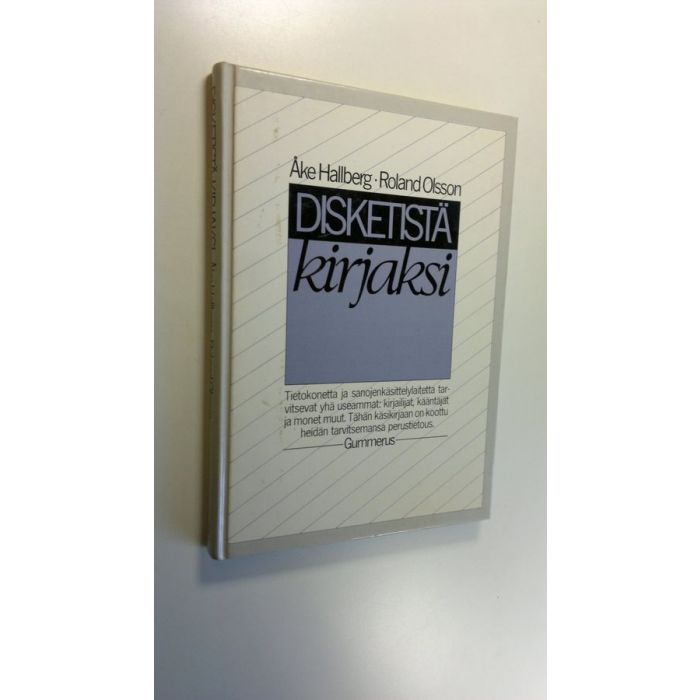 Åke Hallberg · Roland Olsson
DISKETISTÄ
kirjaksi
Tietokonetta ja sanojenkäsittelylaitetta tar-
vitsevat yhä useammat: kirjailijat, kääntäjät
ja monet muut. Tähän käsikirjaan on koottu
heidän tarvitsemansa perustietous.
Gummerus